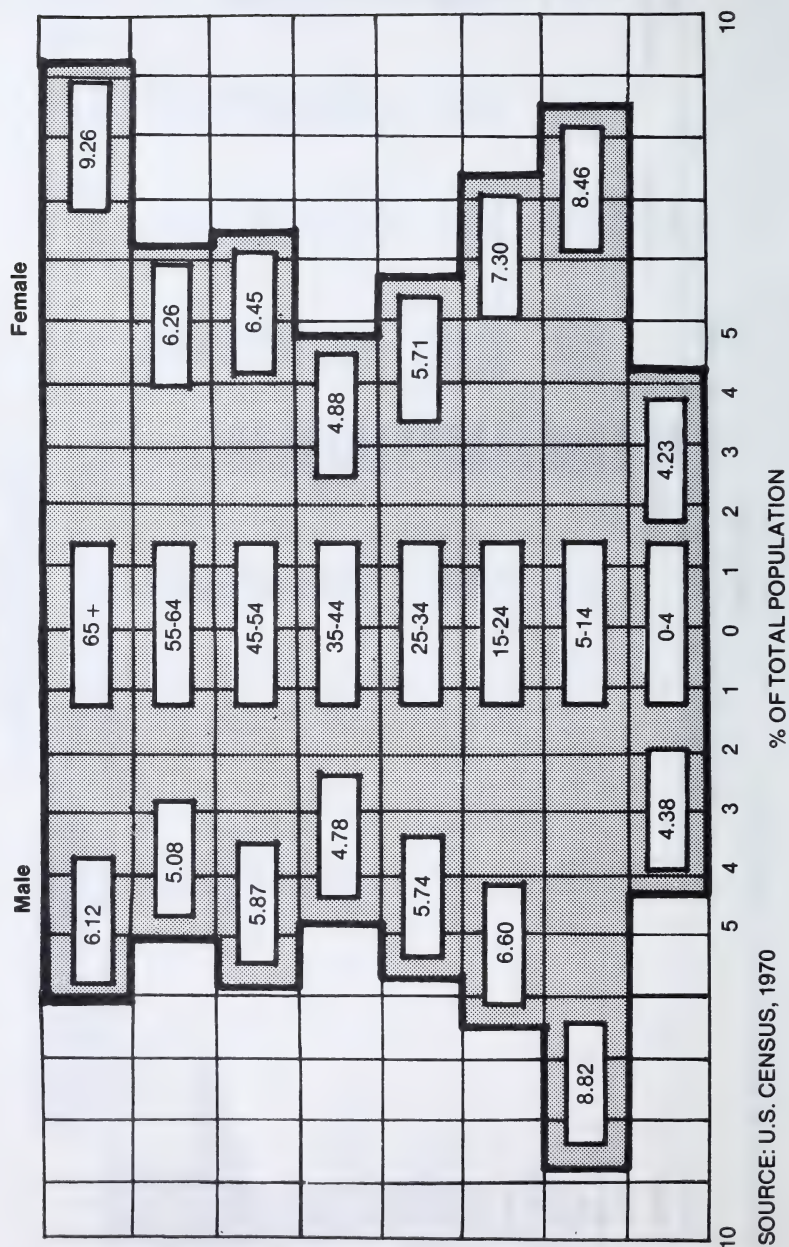 Male Female
6.12 65+ 9.26
5.08 55-64 6.26
5.87 45-54 6.45
4.78 35-44 4.88
5.74 25-34 5.71
6.60 15-24 7.30
8.82 5-14 8.46
4.38 0-4 4.23
10 5 4 3 2 1 0 1 2 3 4 5 10
% OF TOTAL POPULATION
SOURCE: U.S. CENSUS, 1970